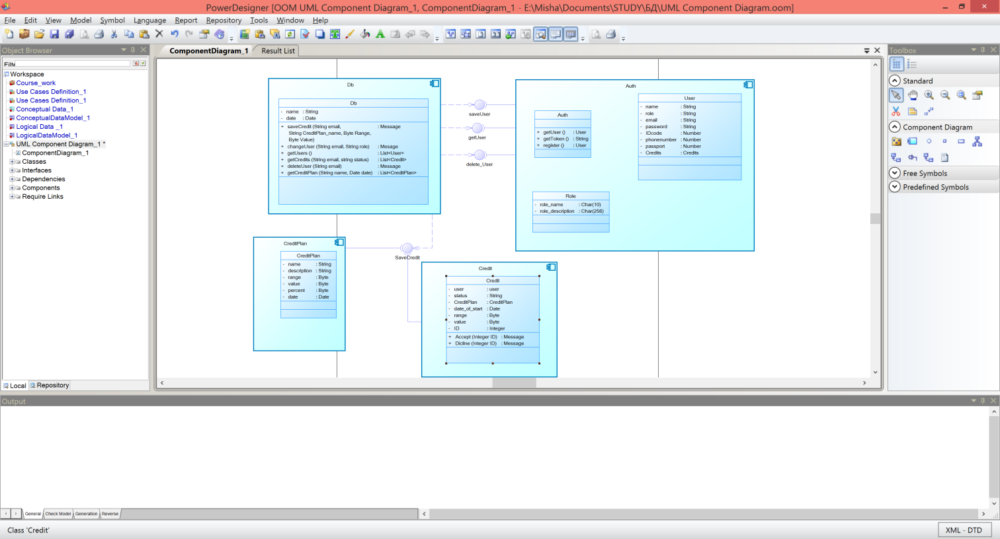 PowerDesigner [OOM UML Component Diagram_1, ComponentDiagram_1 - E:\Misha\Documents\STUDY\БД\UML Component Diagram.oom]
File Edit View Model Symbol Language Report Repository Tools Window Help
Object Browser
Filte
Workspace
Course_work
Use Cases Definition_1
Use Cases Definition_1
Conceptual Data_1
ConceptualDataModel_1
Logical Data _1
LogicalDataModel_1
UML Component Diagram_1 *
ComponentDiagram_1
Classes
Interfaces
Dependencies
Components
Require Links
Local Repository
ComponentDiagram_1 Result List
Db
Db
- name : String
- date : Date
+ saveCredit (String email, : Message
String CreditPlan_name, Byte Range,
Byte Value)
+ changeUser (String email, String role) : Mesage
+ getUsers () : List<User>
+ getCredits (String email, string status) : List<Credit>
+ deleteUser (String email) : Message
+ getCreditPlan (String name, Date date) : List<CreditPlan>
saveUser
getUser
delete_User
Auth
Auth
+ getUser () : User
+ getToken () : String
+ register () : User
User
- name : String
- role : String
- email : String
- password : String
- IDcode : Number
- phonenumber : Number
- passport : Number
- Credits : Credits
Role
- role_name : Char(10)
- role_description : Char(256)
CreditPlan
CreditPlan
- name : String
- description : String
- range : Byte
- value : Byte
- percent : Byte
- date : Date
SaveCredit
Credit
Credit
- user : user
- status : String
- CreditPlan : CreditPlan
- date_of_start : Date
- range : Byte
- value : Byte
- ID : Integer
+ Accept (Integer ID) : Message
+ Dicline (Integer ID) : Message
Toolbox
Standard
Component Diagram
Free Symbols
Predefined Symbols
Output
General Check Model Generation Reverse
Class 'Credit'
XML - DTD